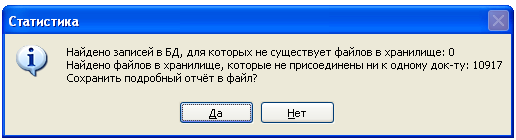 Статистика
Найдено записей в БД, для которых не существует файлов в хранилище: 0
Найдено файлов в хранилище, которые не присоединены ни к одному док-ту: 10917
Сохранить подробный отчёт в файл?
Да
Нет